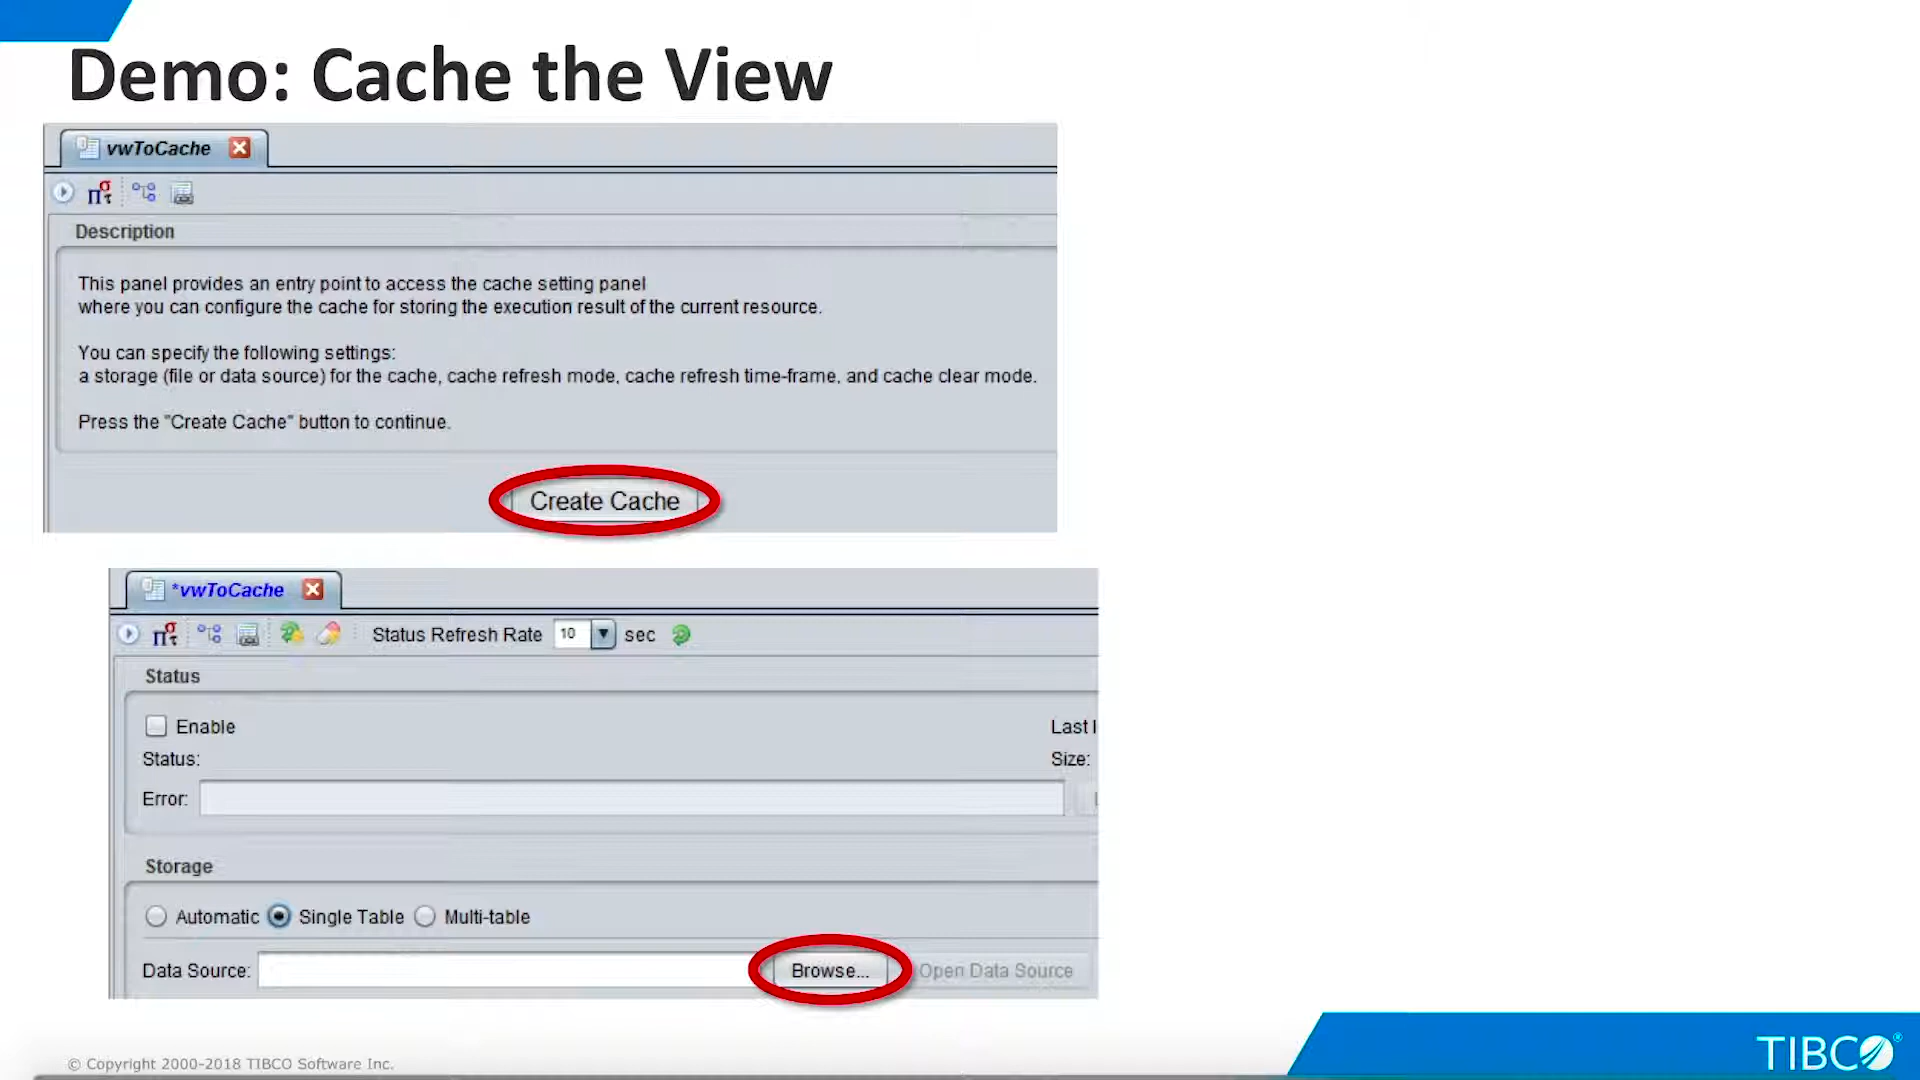 Demo: Cache the View
vwToCache
Description
This panel provides an entry point to access the cache setting panel
where you can configure the cache for storing the execution result of the current resource.
You can specify the following settings:
a storage (file or data source) for the cache, cache refresh mode, cache refresh time-frame, and cache clear mode.
Press the "Create Cache" button to continue.
Create Cache
*vwToCache
Status Refresh Rate 10 sec
Status
Enable
Last
Status:
Size:
Error:
Storage
Automatic Single Table Multi-table
Data Source: Browse... Open Data Source
© Copyright 2000-2018 TIBCO Software Inc.
TIBCO®